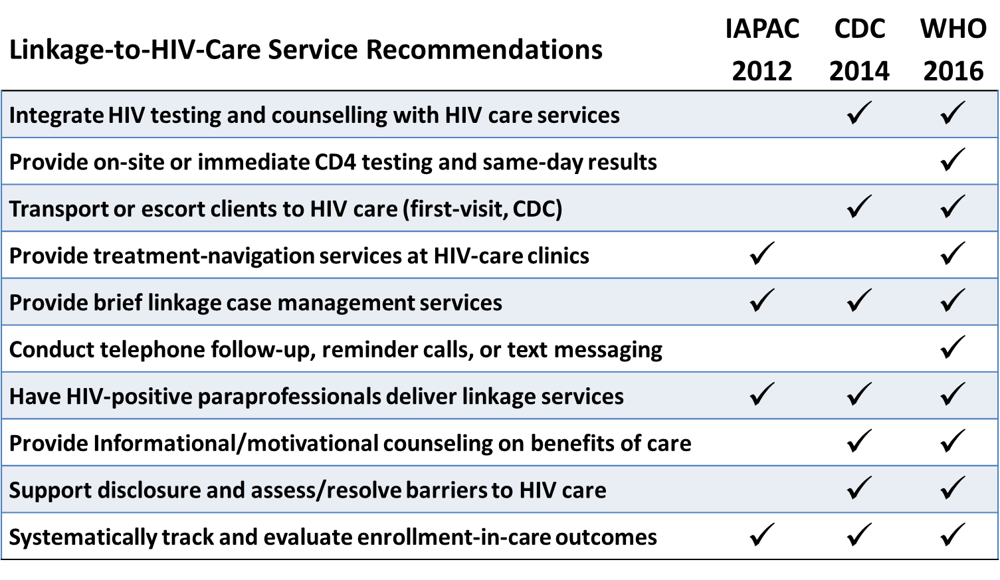 Linkage-to-HIV-Care Service Recommendations IAPAC 2012 CDC 2014 WHO 2016
Integrate HIV testing and counselling with HIV care services ✓ ✓
Provide on-site or immediate CD4 testing and same-day results ✓
Transport or escort clients to HIV care (first-visit, CDC) ✓ ✓
Provide treatment-navigation services at HIV-care clinics ✓ ✓
Provide brief linkage case management services ✓ ✓ ✓
Conduct telephone follow-up, reminder calls, or text messaging ✓
Have HIV-positive paraprofessionals deliver linkage services ✓ ✓ ✓
Provide Informational/motivational counseling on benefits of care ✓ ✓
Support disclosure and assess/resolve barriers to HIV care ✓ ✓
Systematically track and evaluate enrollment-in-care outcomes ✓ ✓ ✓